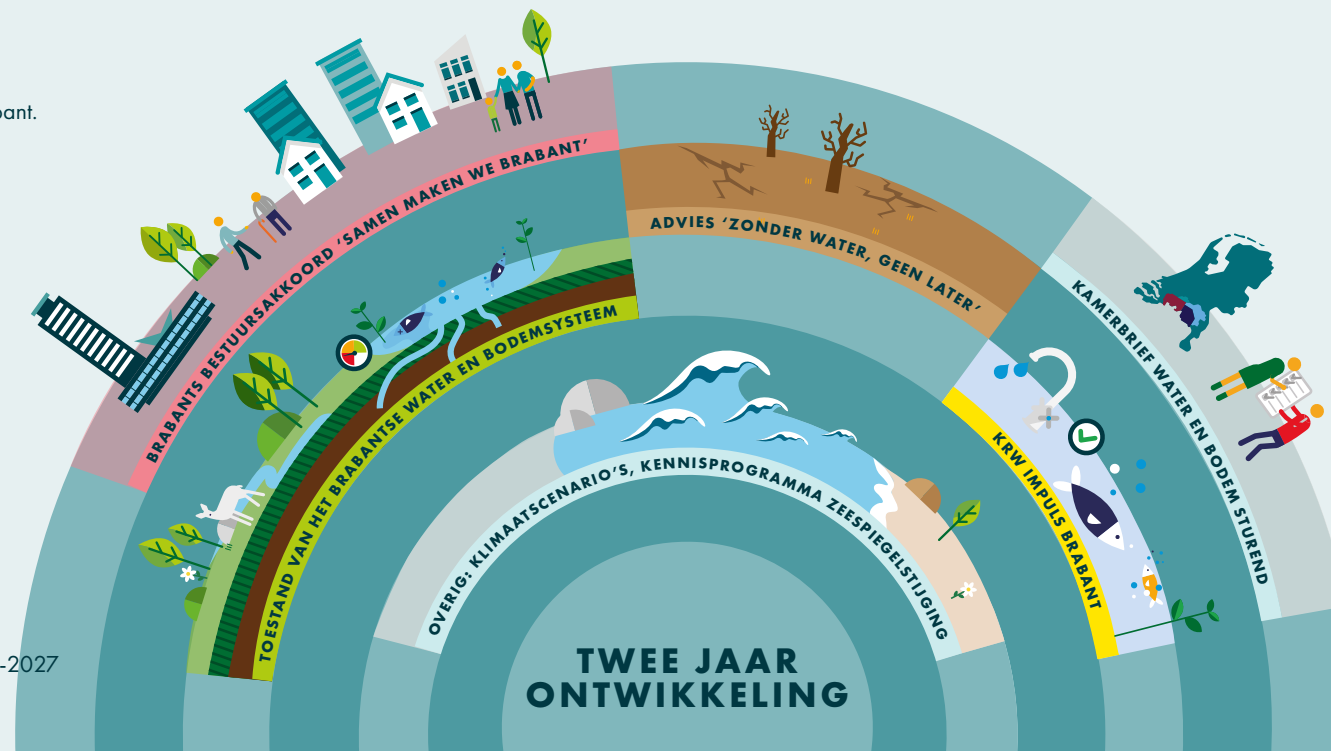 bant.
BRABANTS BESTUURSAKKOORD ‘SAMEN MAKEN WE BRABANT’
ADVIES ‘ZONDER WATER, GEEN LATER’
KAMERBRIEF WATER EN BODEM STUREND
TOESTAND VAN HET BRABANTSE WATER EN BODEMSYSTEEM
KRW IMPULS BRABANT
OVERIG: KLIMAATSCENARIO’S, KENNISPROGRAMMA ZEESPIEGELSTIJGING
-2027
TWEE JAAR
ONTWIKKELING